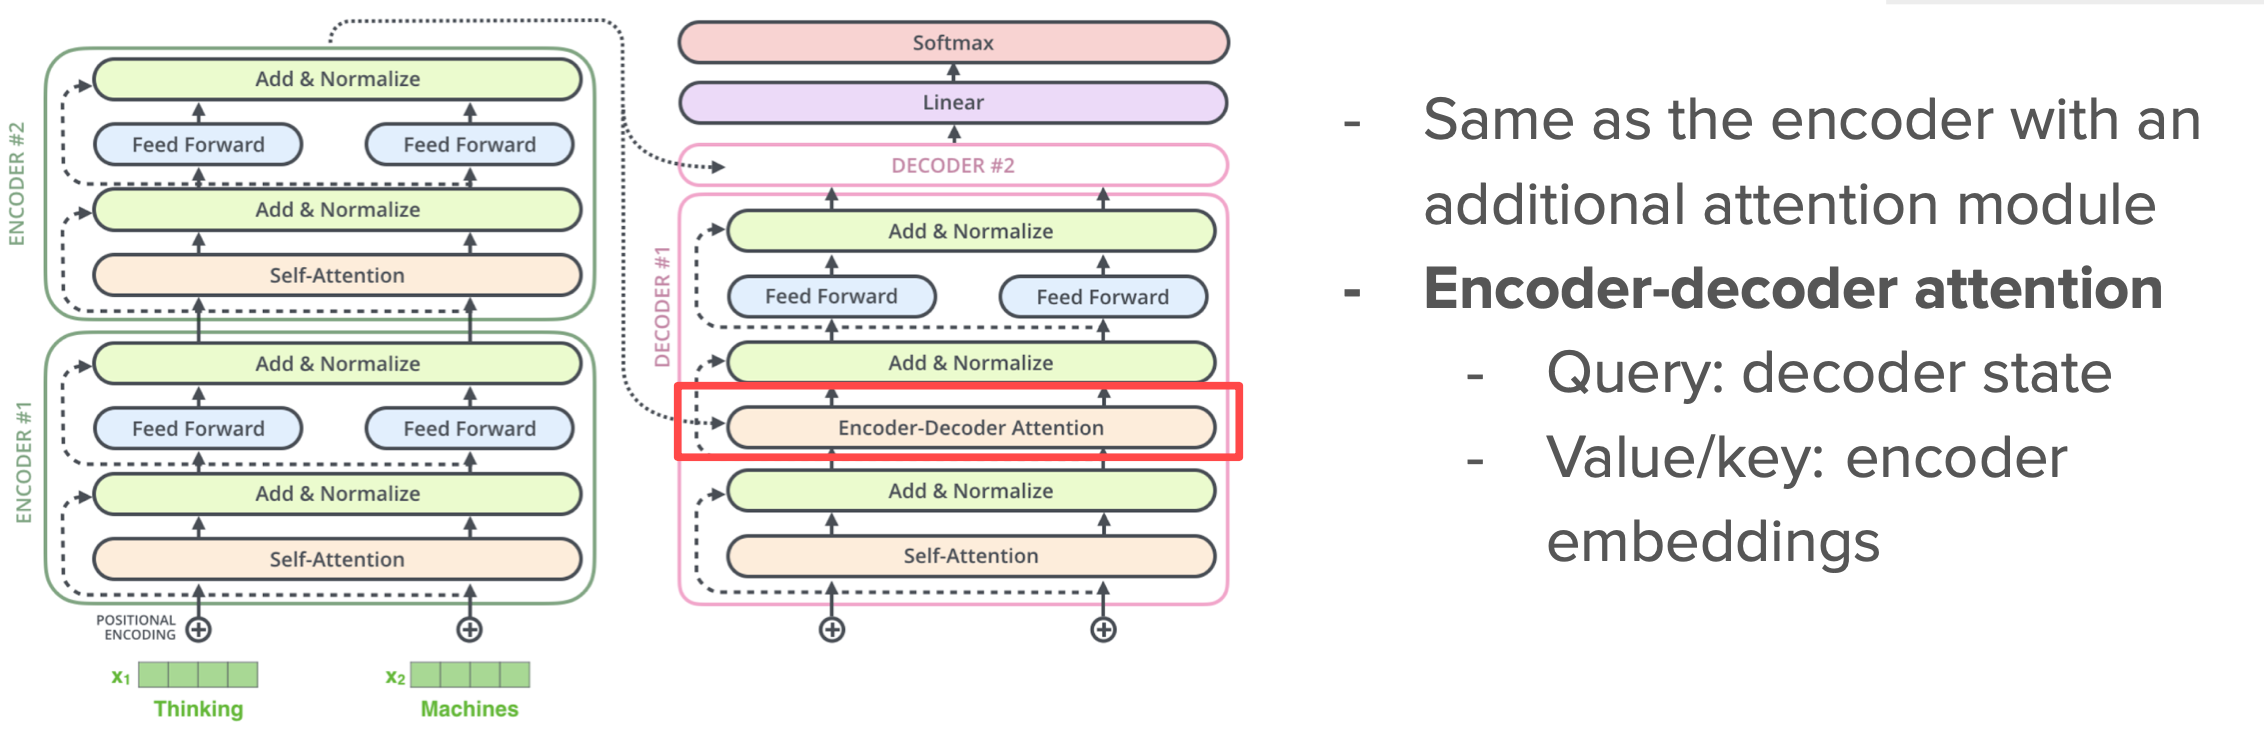 ENCODER #2
Add & Normalize
Feed Forward
Feed Forward
Add & Normalize
Self-Attention
ENCODER #1
Add & Normalize
Feed Forward
Feed Forward
Add & Normalize
Self-Attention
POSITIONAL
ENCODING
x₁
x₂
Thinking
Machines
Softmax
Linear
DECODER #2
DECODER #1
Add & Normalize
Feed Forward
Feed Forward
Add & Normalize
Encoder-Decoder Attention
Add & Normalize
Self-Attention
- Same as the encoder with an
additional attention module
- Encoder-decoder attention
- Query: decoder state
- Value/key: encoder
embeddings